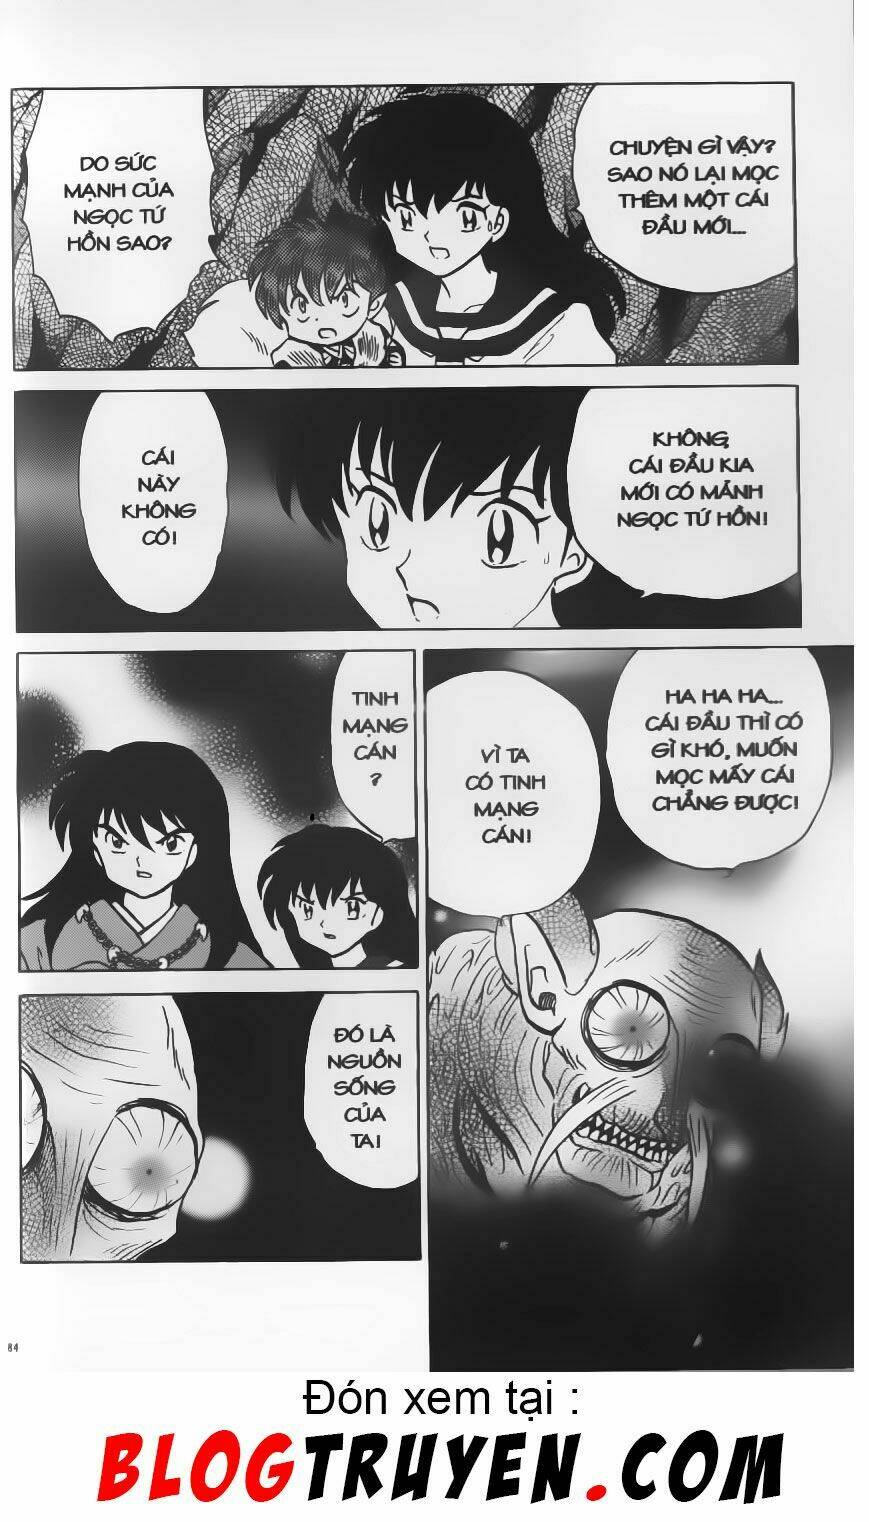 CHUYỆN GÌ VẬY?
SAO NÓ LẠI MỌC
THÊM MỘT CÁI
ĐẦU MỚI...
DO SỨC
MẠNH CỦA
NGỌC TỨ
HỒN SAO?
KHÔNG,
CÁI ĐẦU KIA
MỚI CÓ MẢNH
NGỌC TỨ HỒN!
CÁI
NÀY
KHÔNG
CÓ!
HA HA HA...
CÁI ĐẦU THÌ CÓ
GÌ KHÓ, MUỐN
MỌC MẤY CÁI
CHẲNG ĐƯỢC!
VÌ TA
CÓ TINH
MẠNG
CÁN!
TINH
MẠNG
CÁN
?
ĐÓ LÀ
NGUỒN
SỐNG
CỦA
TA!
84
Đón xem tại :
BLOGTRUYEN.COM